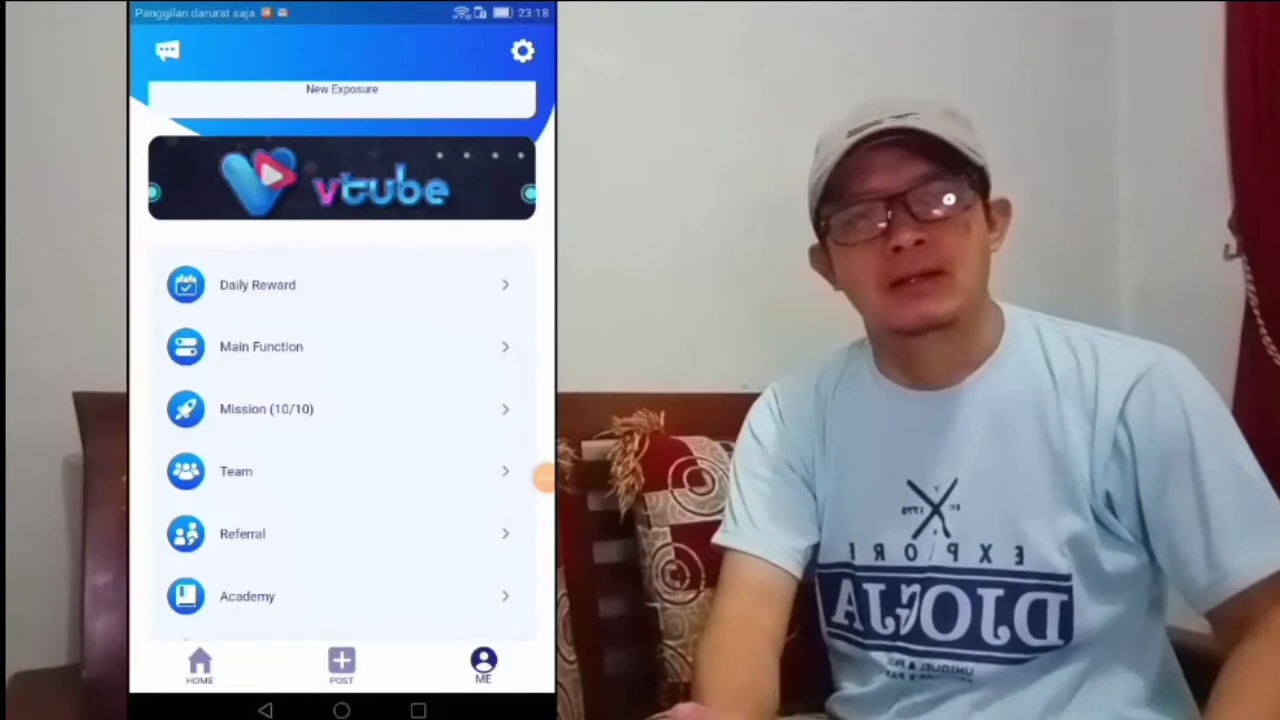 Panggilan darurat saja
23:18
New Exposure
vtube
Daily Reward
Main Function
Mission (10/10)
Team
Referral
Academy
HOME
POST
ME
EXPLORE
DJOGJA